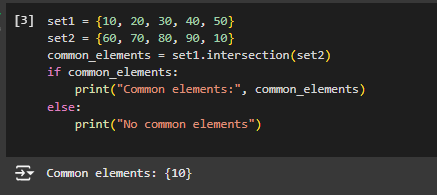 [3] set1 = {10, 20, 30, 40, 50}
set2 = {60, 70, 80, 90, 10}
common_elements = set1.intersection(set2)
if common_elements:
    print("Common elements:", common_elements)
else:
    print("No common elements")
Common elements: {10}